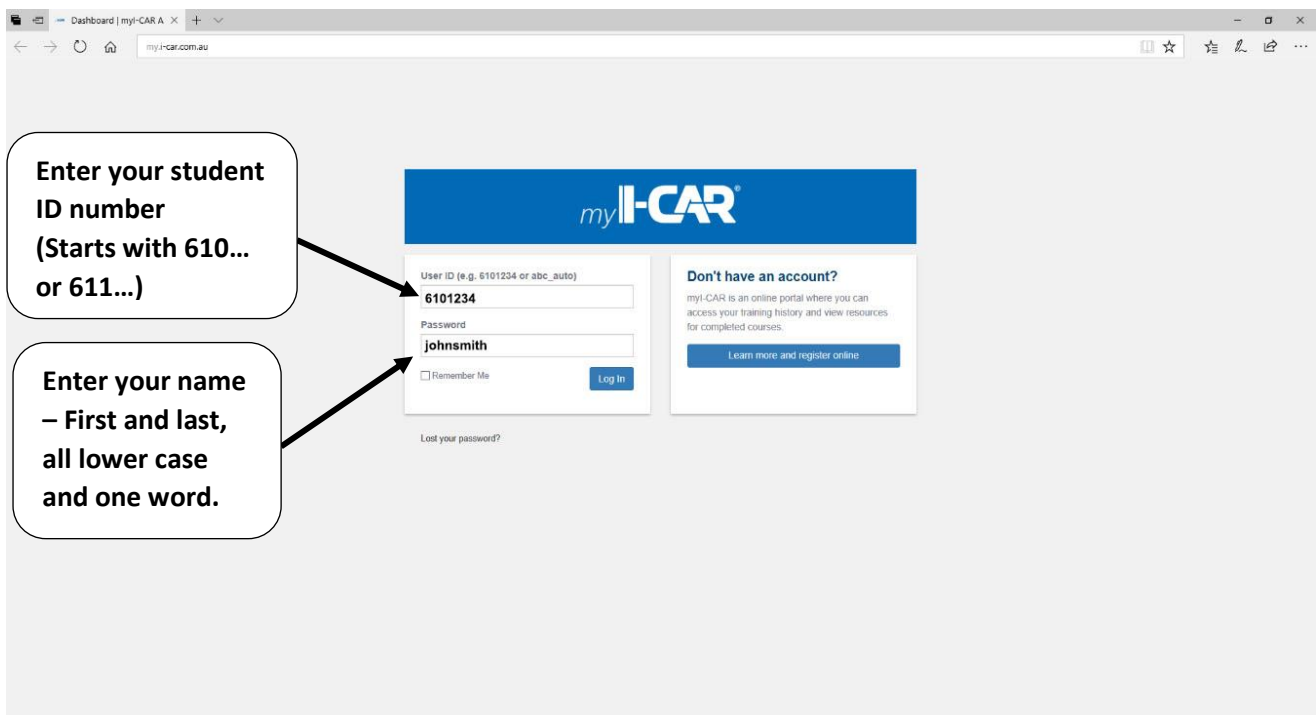 Dashboard | myI-CAR A
my.i-car.com.au
Enter your student
ID number
(Starts with 610…
or 611…)
Enter your name
– First and last,
all lower case
and one word.
my I-CAR®
User ID (e.g. 6101234 or abc_auto)
6101234
Password
johnsmith
Remember Me
Log In
Lost your password?
Don't have an account?
myI-CAR is an online portal where you can
access your training history and view resources
for completed courses.
Learn more and register online